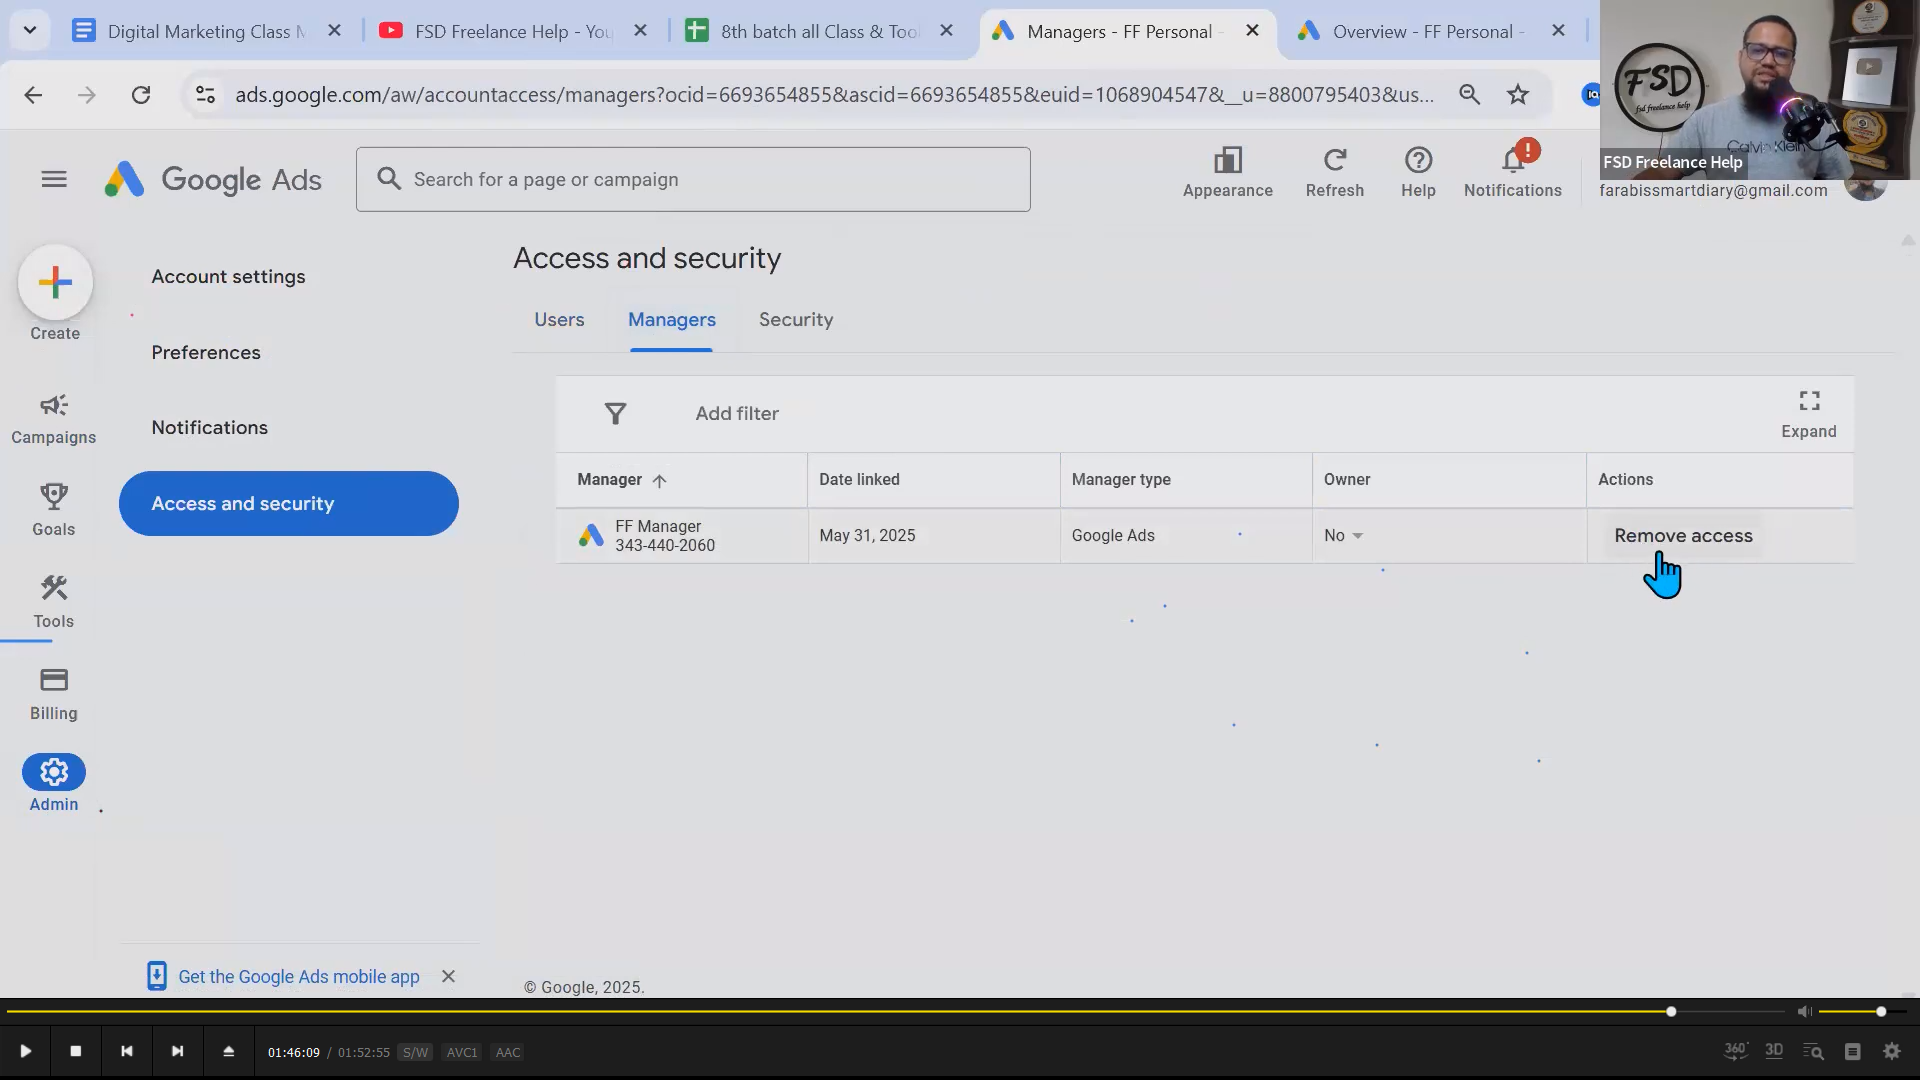 Digital Marketing Class M
FSD Freelance Help - You
8th batch all Class & Tool
Managers - FF Personal -
Overview - FF Personal -
ads.google.com/aw/accountaccess/managers?ocid=6693654855&ascid=6693654855&euid=1068904547&__u=8800795403&us...
FSD
fsd freelance help
Calvin Klein
FSD Freelance Help
Google Ads
Search for a page or campaign
Appearance
Refresh
Help
Notifications
farabissmartdiary@gmail.com
Create
Campaigns
Goals
Tools
Billing
Admin
Account settings
Preferences
Notifications
Access and security
Access and security
Users
Managers
Security
Add filter
Expand
Manager
Date linked
Manager type
Owner
Actions
FF Manager
343-440-2060
May 31, 2025
Google Ads
No
Remove access
Get the Google Ads mobile app
© Google, 2025.
01:46:09 / 01:52:55 S/W AVC1 AAC
360°
3D